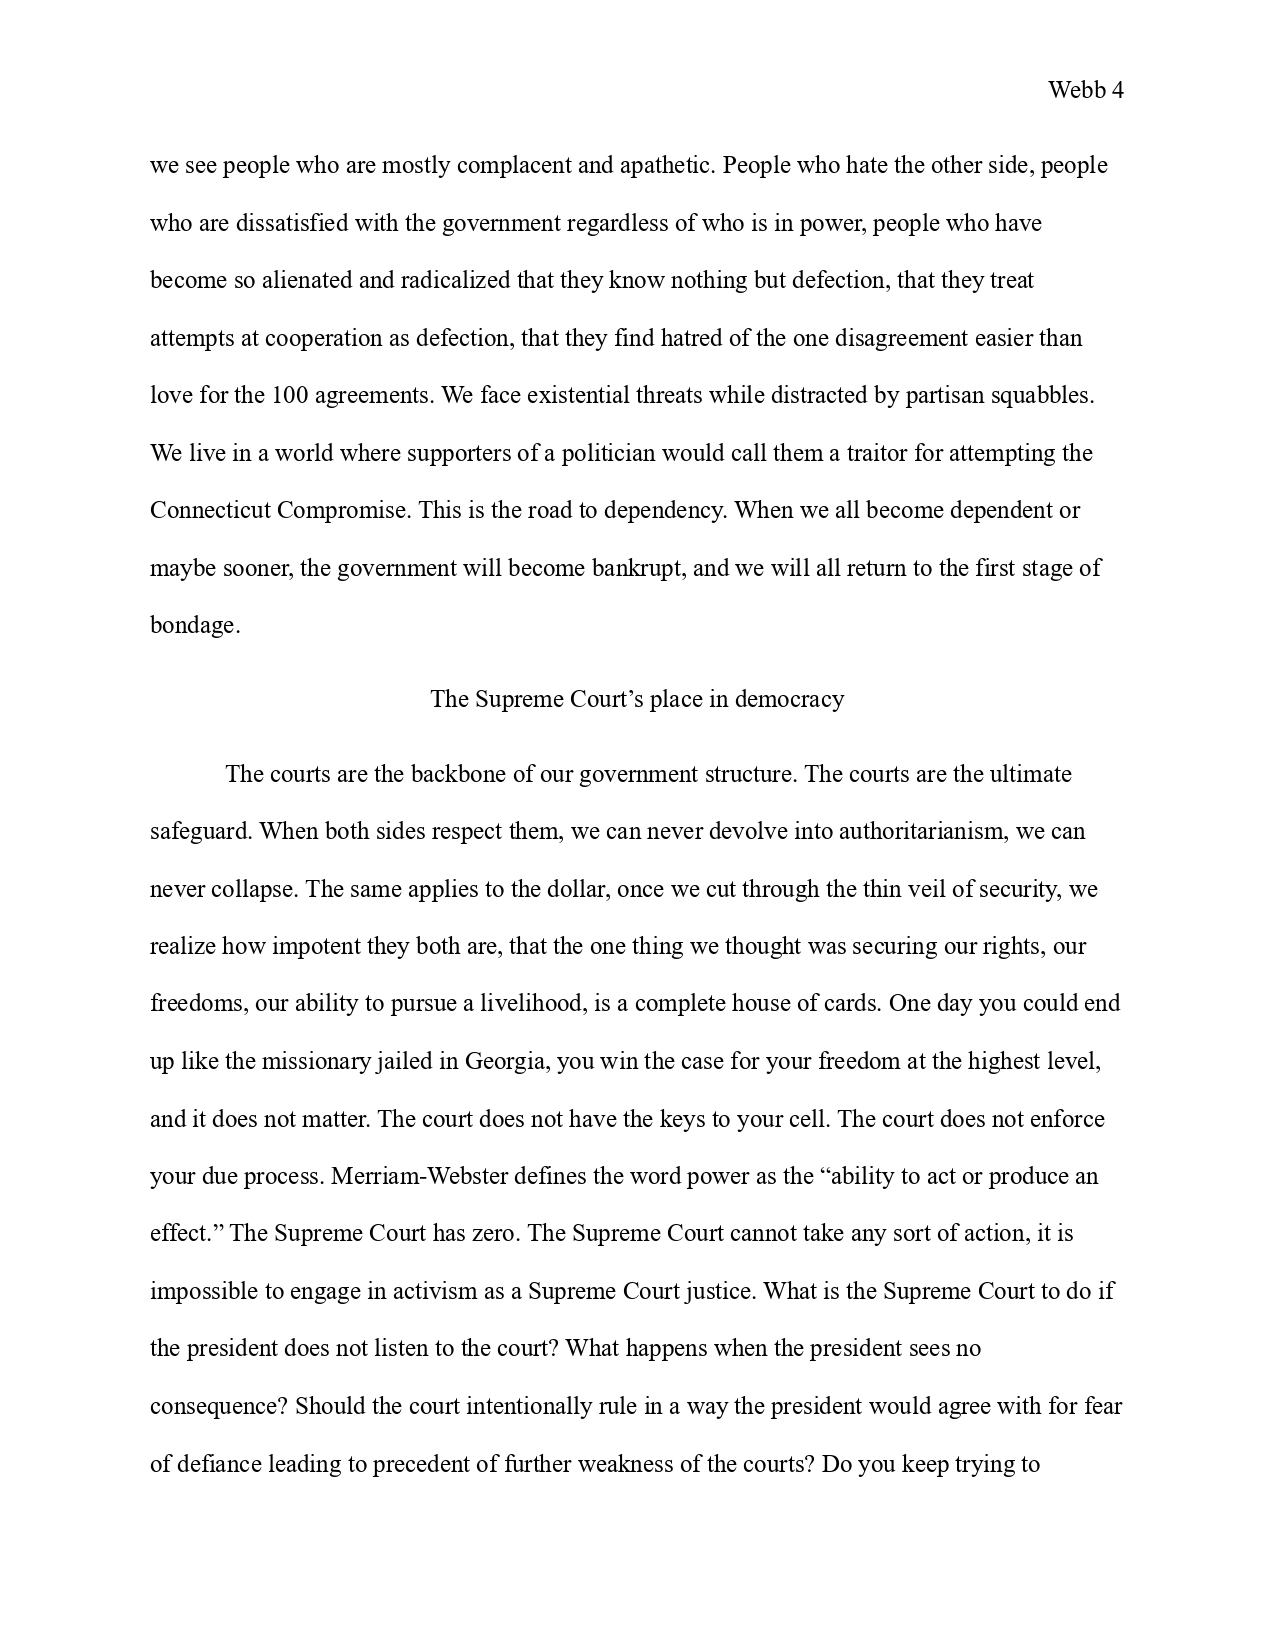 Webb 4
we see people who are mostly complacent and apathetic. People who hate the other side, people
who are dissatisfied with the government regardless of who is in power, people who have
become so alienated and radicalized that they know nothing but defection, that they treat
attempts at cooperation as defection, that they find hatred of the one disagreement easier than
love for the 100 agreements. We face existential threats while distracted by partisan squabbles.
We live in a world where supporters of a politician would call them a traitor for attempting the
Connecticut Compromise. This is the road to dependency. When we all become dependent or
maybe sooner, the government will become bankrupt, and we will all return to the first stage of
bondage.
The Supreme Court’s place in democracy
The courts are the backbone of our government structure. The courts are the ultimate
safeguard. When both sides respect them, we can never devolve into authoritarianism, we can
never collapse. The same applies to the dollar, once we cut through the thin veil of security, we
realize how impotent they both are, that the one thing we thought was securing our rights, our
freedoms, our ability to pursue a livelihood, is a complete house of cards. One day you could end
up like the missionary jailed in Georgia, you win the case for your freedom at the highest level,
and it does not matter. The court does not have the keys to your cell. The court does not enforce
your due process. Merriam-Webster defines the word power as the “ability to act or produce an
effect.” The Supreme Court has zero. The Supreme Court cannot take any sort of action, it is
impossible to engage in activism as a Supreme Court justice. What is the Supreme Court to do if
the president does not listen to the court? What happens when the president sees no
consequence? Should the court intentionally rule in a way the president would agree with for fear
of defiance leading to precedent of further weakness of the courts? Do you keep trying to